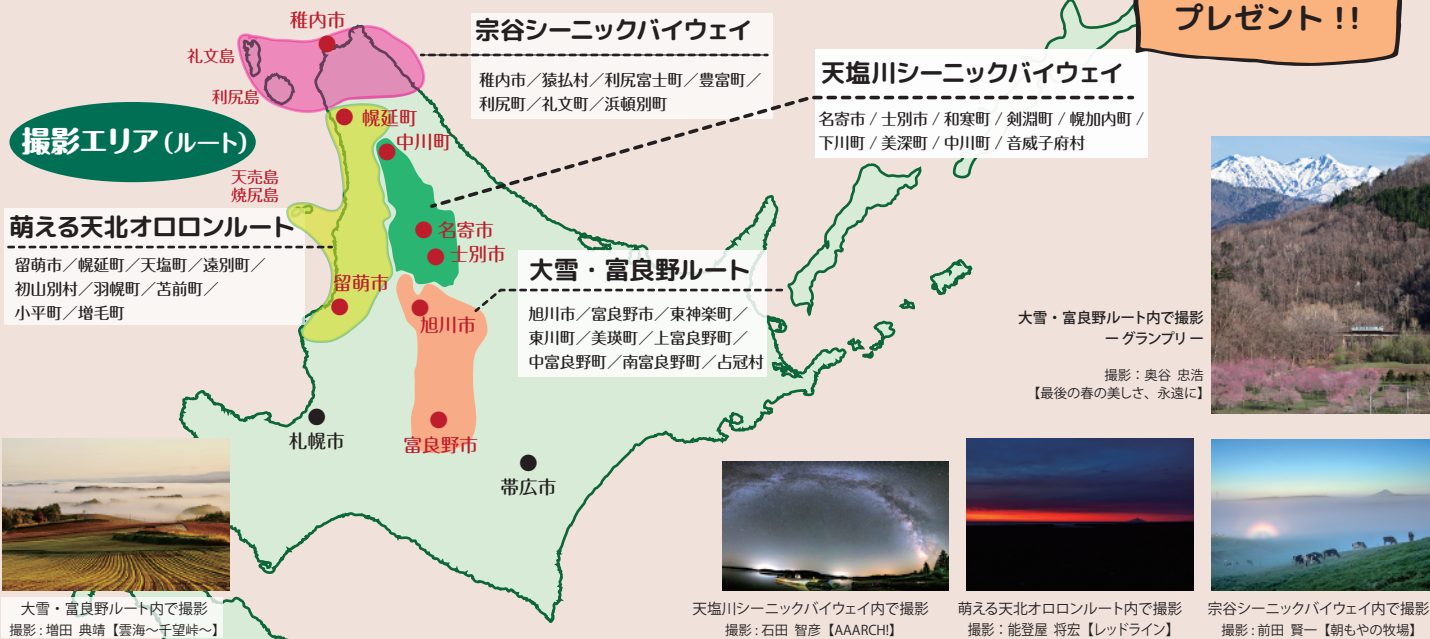 プレゼント!!
撮影エリア(ルート)
稚内市
礼文島
利尻島
幌延町
中川町
天売島
焼尻島
名寄市
士別市
留萌市
旭川市
富良野市
札幌市
帯広市
宗谷シーニックバイウェイ
稚内市/猿払村/利尻富士町/豊富町/
利尻町/礼文町/浜頓別町
天塩川シーニックバイウェイ
名寄市 / 士別市 / 和寒町 / 剣淵町 / 幌加内町 /
下川町 / 美深町 / 中川町 / 音威子府村
萌える天北オロロンルート
留萌市/幌延町/天塩町/遠別町/
初山別村/羽幌町/苫前町/
小平町/増毛町
大雪・富良野ルート
旭川市/富良野市/東神楽町/
東川町/美瑛町/上富良野町/
中富良野町/南富良野町/占冠村
大雪・富良野ルート内で撮影
ー グランプリ ー
撮影:奥谷 忠浩
【最後の春の美しさ、永遠に】
大雪・富良野ルート内で撮影
撮影:増田 典靖【雲海~千望峠~】
天塩川シーニックバイウェイ内で撮影
撮影:石田 智彦【AAARCH!】
萌える天北オロロンルート内で撮影
撮影:能登屋 将宏【レッドライン】
宗谷シーニックバイウェイ内で撮影
撮影:前田 賢一【朝もやの牧場】